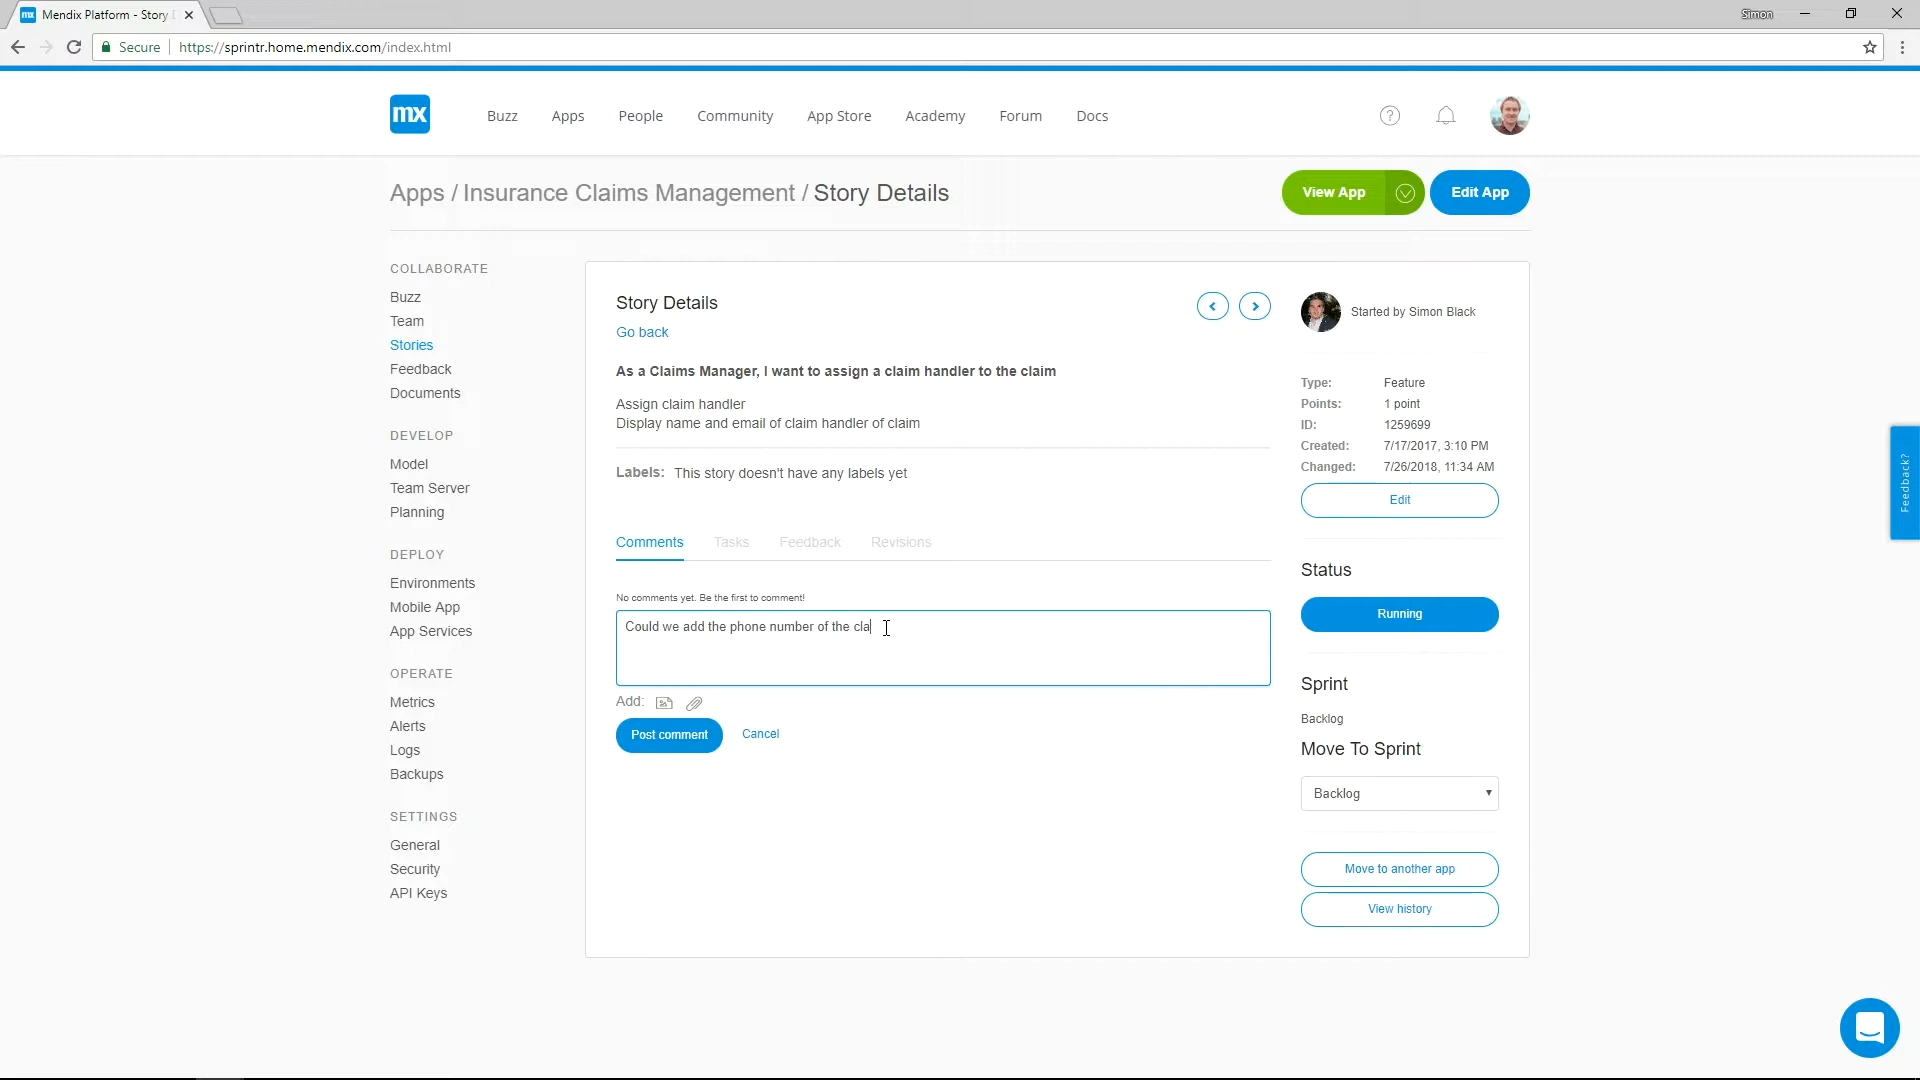 mx Mendix Platform - Story
Simon
Secure https://sprintr.home.mendix.com/index.html
mx Buzz Apps People Community App Store Academy Forum Docs ?
Apps / Insurance Claims Management / Story Details
View App
Edit App
COLLABORATE
Buzz
Team
Stories
Feedback
Documents
DEVELOP
Model
Team Server
Planning
DEPLOY
Environments
Mobile App
App Services
OPERATE
Metrics
Alerts
Logs
Backups
SETTINGS
General
Security
API Keys
Story Details
Go back
As a Claims Manager, I want to assign a claim handler to the claim
Assign claim handler
Display name and email of claim handler of claim
Labels: This story doesn't have any labels yet
Comments Tasks Feedback Revisions
No comments yet. Be the first to comment!
Could we add the phone number of the cla
Add:
Post comment Cancel
Started by Simon Black
Type: Feature
Points: 1 point
ID: 1259699
Created: 7/17/2017, 3:10 PM
Changed: 7/26/2018, 11:34 AM
Edit
Status
Running
Sprint
Backlog
Move To Sprint
Backlog
Move to another app
View history
Feedback?